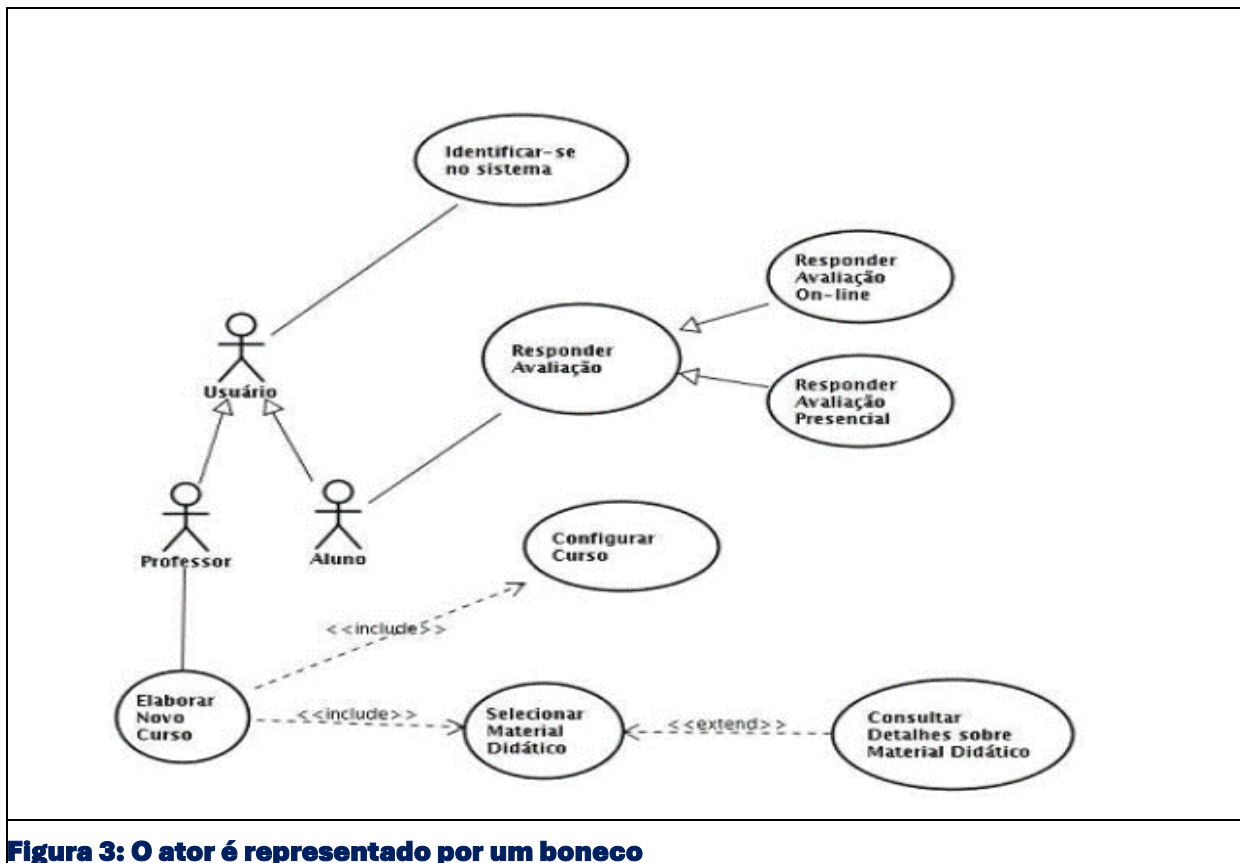 Identificar-se
no sistema
Responder
Avaliação
On-line
Responder
Avaliação
Usuário
Responder
Avaliação
Presencial
Professor
Aluno
Configurar
Curso
<<include>>
Elaborar
Novo
Curso
<<include>>
Selecionar
Material
Didático
<<extend>>
Consultar
Detalhes sobre
Material Didático
Figura 3: O ator é representado por um boneco